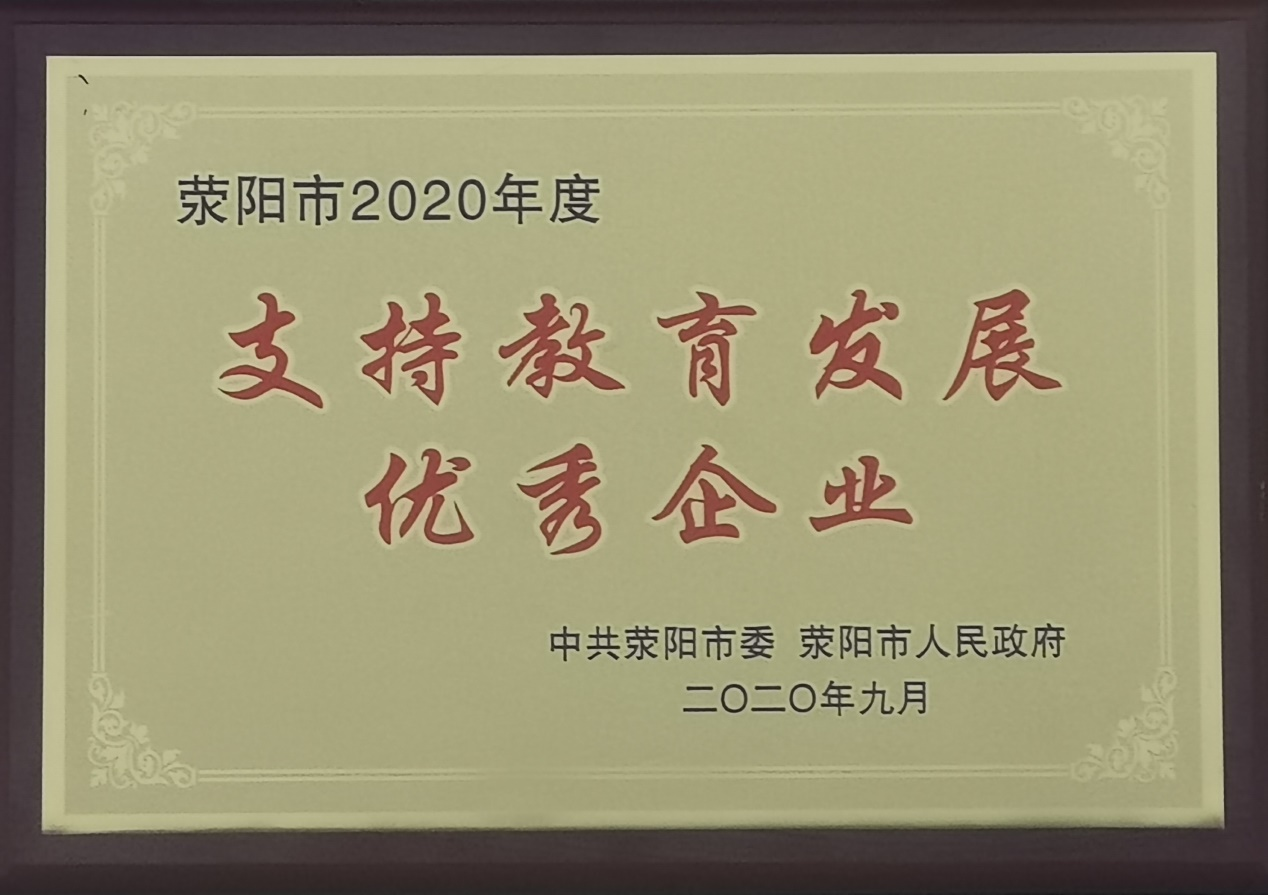 荥阳市2020年度
支持教育发展
优秀企业
中共荥阳市委 荥阳市人民政府
二〇二〇年九月